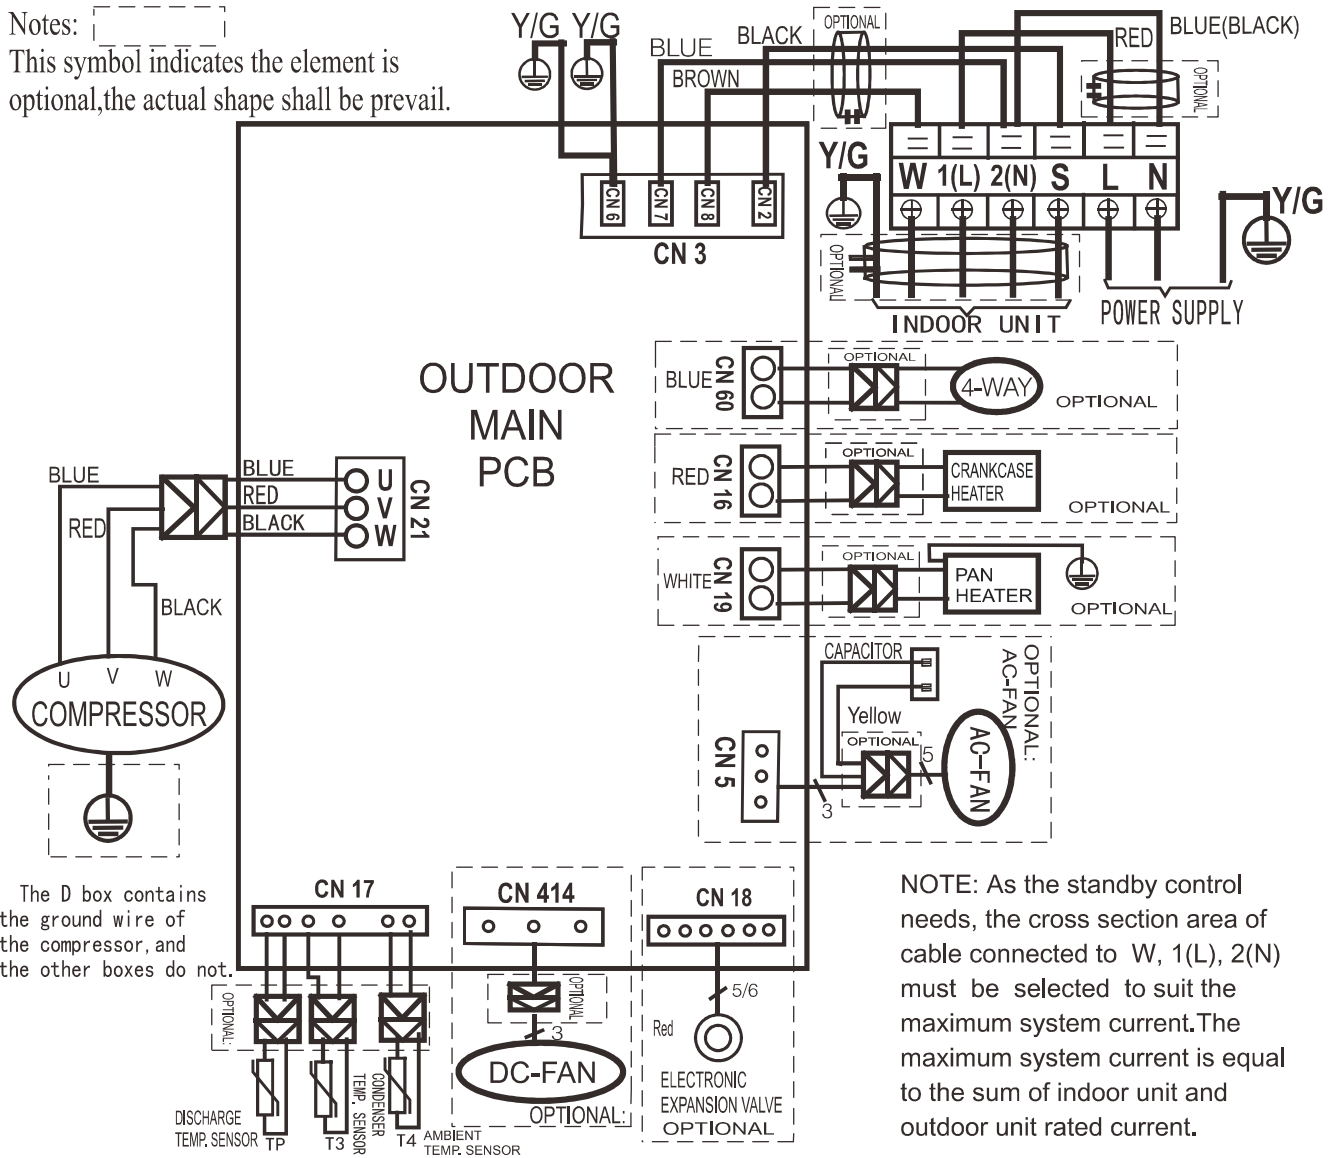 Notes:
This symbol indicates the element is
optional,the actual shape shall be prevail.
Y/G Y/G
BLUE
BLACK
BROWN
OPTIONAL
RED
BLUE(BLACK)
OPTIONAL
Y/G
W 1(L) 2(N) S L N
Y/G
OPTIONAL
INDOOR UNIT
POWER SUPPLY
CN 6
CN 7
CN 8
CN 2
CN 3
OUTDOOR
MAIN
PCB
BLUE
CN 60
OPTIONAL
4-WAY
OPTIONAL
RED
CN 16
OPTIONAL
CRANKCASE
HEATER
OPTIONAL
WHITE
CN 19
OPTIONAL
PAN
HEATER
OPTIONAL
BLUE
RED
BLACK
BLUE
RED
BLACK
U
V
W
CN 21
U V W
COMPRESSOR
CAPACITOR
OPTIONAL:
AC-FAN
Yellow
OPTIONAL
CN 5
3
5
AC-FAN
The D box contains
the ground wire of
the compressor,and
the other boxes do not.
CN 17
OPTIONAL:
DISCHARGE
TEMP. SENSOR
TP
T3
CONDENSER
TEMP. SENSOR
T4
AMBIENT
TEMP. SENSOR
CN 414
OPTIONAL
3
DC-FAN
OPTIONAL:
CN 18
5/6
Red
ELECTRONIC
EXPANSION VALVE
OPTIONAL
NOTE: As the standby control
needs, the cross section area of
cable connected to W, 1(L), 2(N)
must be selected to suit the
maximum system current.The
maximum system current is equal
to the sum of indoor unit and
outdoor unit rated current.